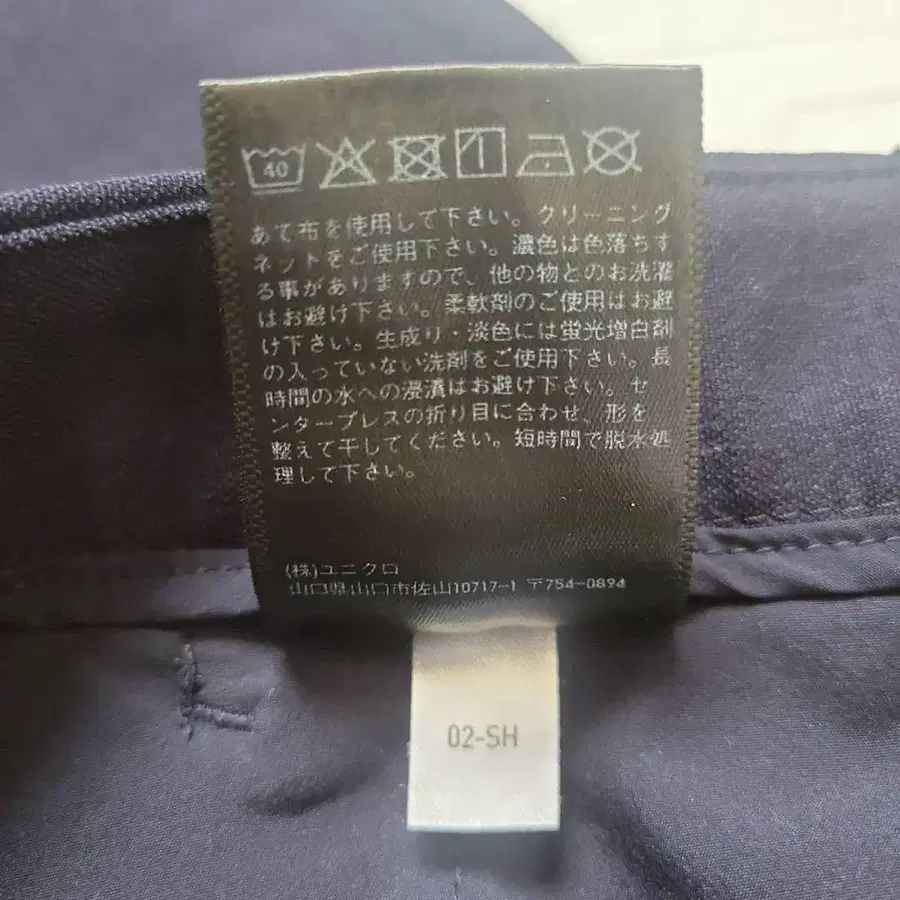 40
あて布を使用して下さい。クリーニング
ネットをご使用下さい。濃色は色落ちす
る事がありますので、他の物とのお洗濯
はお避け下さい。柔軟剤のご使用はお避
け下さい。生成り・淡色には蛍光増白剤
の入っていない洗剤をご使用下さい。長
時間の水への浸漬はお避け下さい。セ
ンタープレスの折り目に合わせ、形を
整えて干してください。短時間で脱水処
理して下さい。
(株)ユニクロ
山口県山口市佐山10717-1 〒754-0894
02-SH